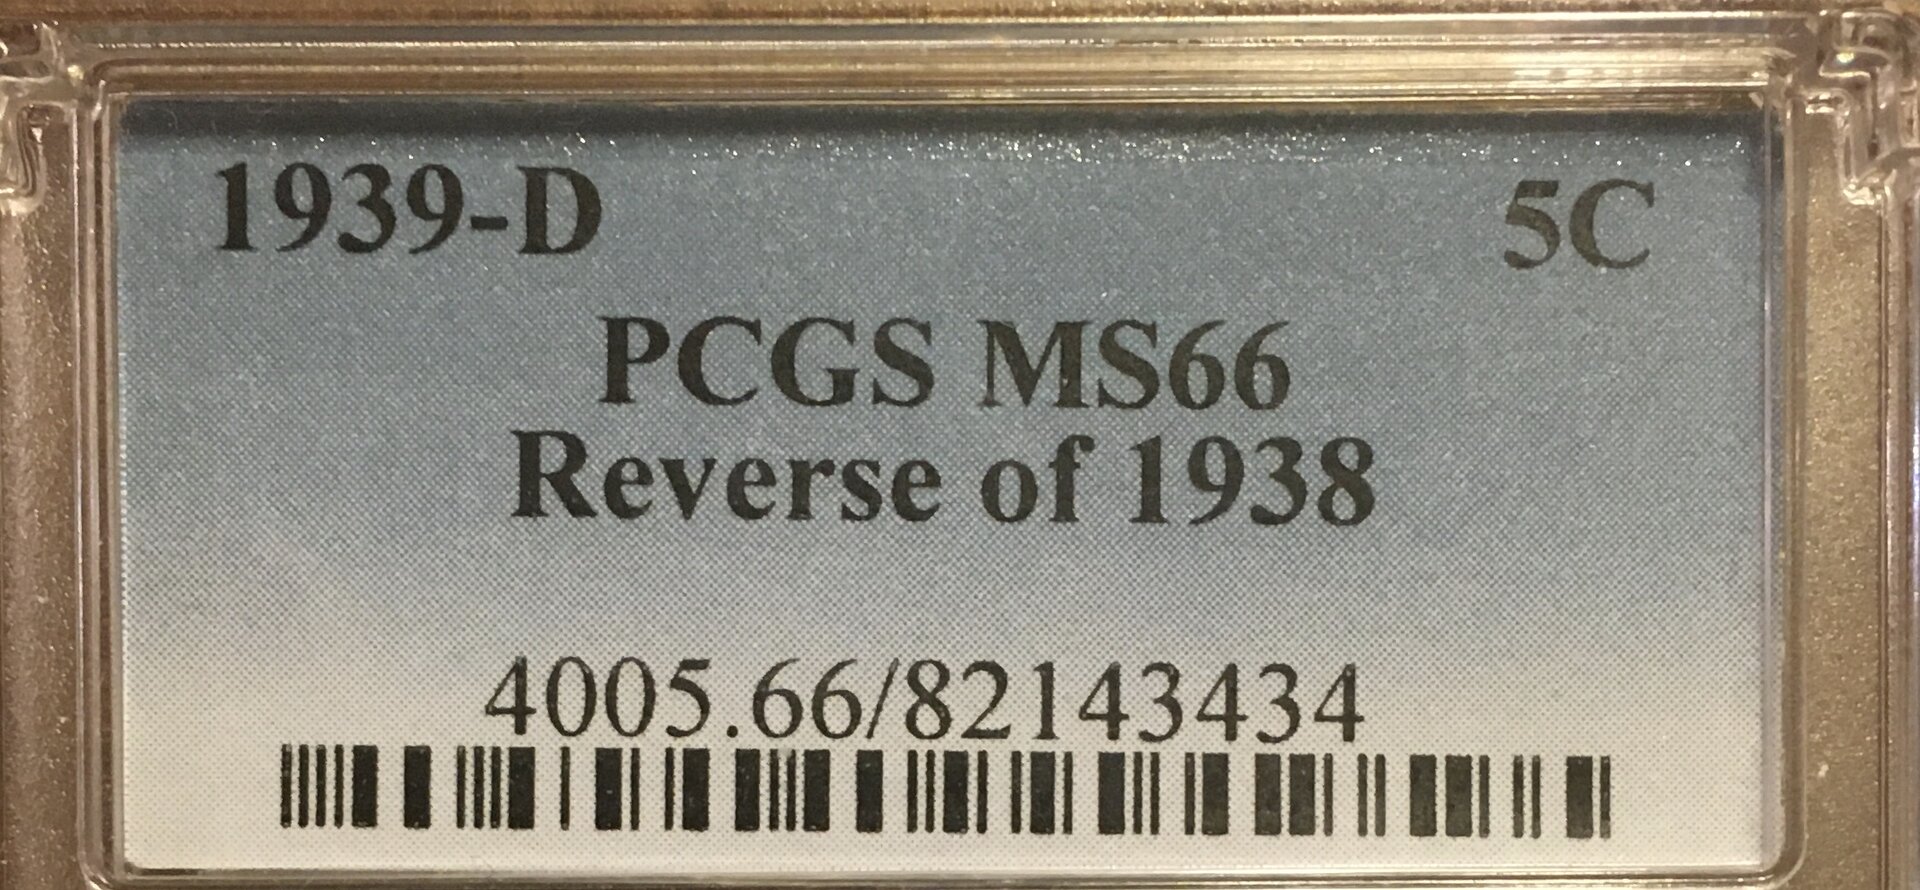 1939-D 5C
PCGS MS66
Reverse of 1938
4005.66/82143434